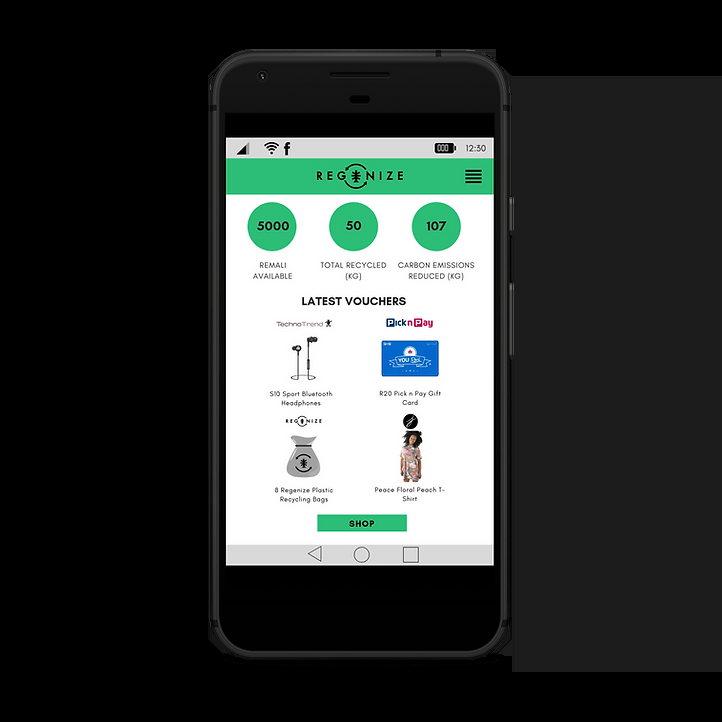 12:30
REGENIZE
5000
50
107
REMALI
AVAILABLE
TOTAL RECYCLED
(KG)
CARBON EMISSIONS
REDUCED (KG)
LATEST VOUCHERS
TechnoTrend
Pick n Pay
YOU
S10 Sport Bluetooth
Headphones
R20 Pick n Pay Gift
Card
REGENIZE
8 Regenize Plastic
Recycling Bags
Peace Floral Peach T-
Shirt
SHOP